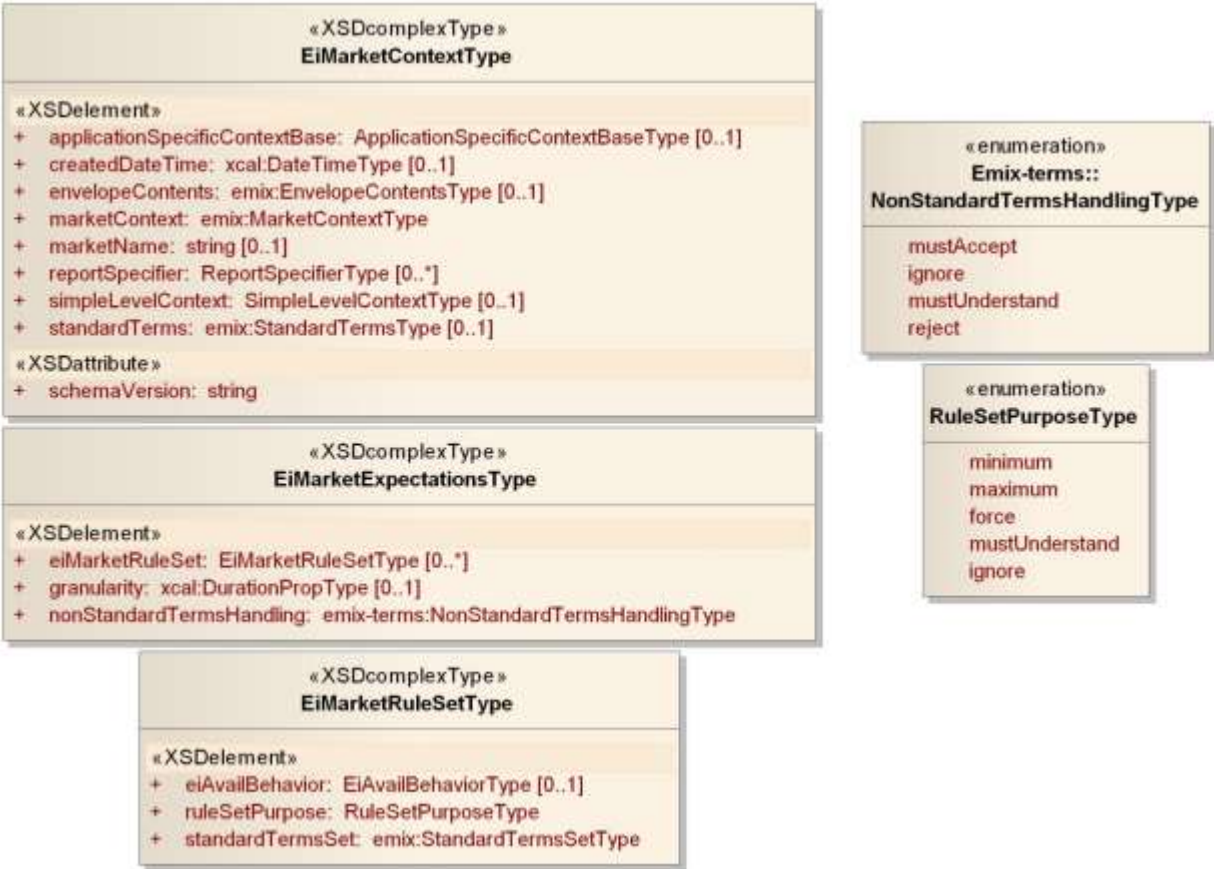 «XSDcomplexType»
EiMarketContextType
«XSDelement»
+ applicationSpecificContextBase: ApplicationSpecificContextBaseType [0..1]
+ createdDateTime: xcal:DateTimeType [0..1]
+ envelopeContents: emix:EnvelopeContentsType [0..1]
+ marketContext: emix:MarketContextType
+ marketName: string [0..1]
+ reportSpecifier: ReportSpecifierType [0..*]
+ simpleLevelContext: SimpleLevelContextType [0..1]
+ standardTerms: emix:StandardTermsType [0..1]
«XSDattribute»
+ schemaVersion: string
«XSDcomplexType»
EiMarketExpectationsType
«XSDelement»
+ eiMarketRuleSet: EiMarketRuleSetType [0..*]
+ granularity: xcal:DurationPropType [0..1]
+ nonStandardTermsHandling: emix-terms:NonStandardTermsHandlingType
«XSDcomplexType»
EiMarketRuleSetType
«XSDelement»
+ eiAvailBehavior: EiAvailBehaviorType [0..1]
+ ruleSetPurpose: RuleSetPurposeType
+ standardTermsSet: emix:StandardTermsSetType
«enumeration»
Emix-terms::
NonStandardTermsHandlingType
mustAccept
ignore
mustUnderstand
reject
«enumeration»
RuleSetPurposeType
minimum
maximum
force
mustUnderstand
ignore